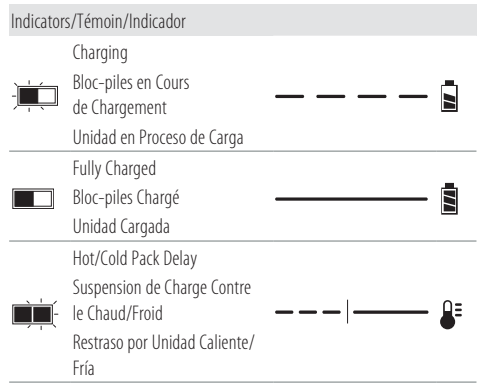 Indicators/Témoin/Indicador
Charging
Bloc-piles en Cours
de Chargement
Unidad en Proceso de Carga
Fully Charged
Bloc-piles Chargé
Unidad Cargada
Hot/Cold Pack Delay
Suspension de Charge Contre
le Chaud/Froid
Restraso por Unidad Caliente/
Fría